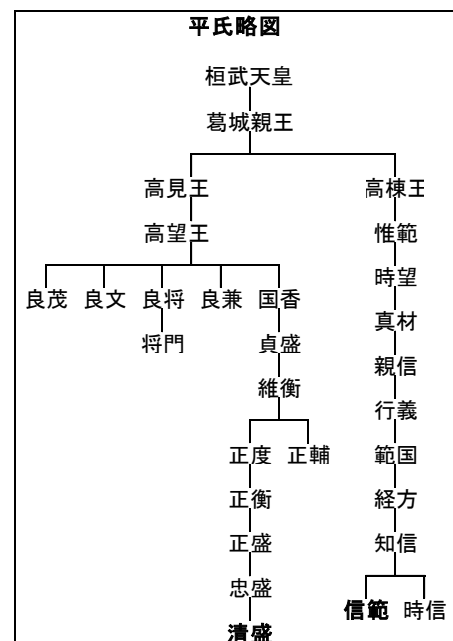 平氏略図
桓武天皇
葛城親王
高見王 高棟王
高望王 惟範
時望
良茂 良文 良将 良兼 国香
真材
将門 貞盛
親信
維衡
行義
正度 正輔 範国
正衡 経方
正盛 知信
忠盛
信範 時信
清盛